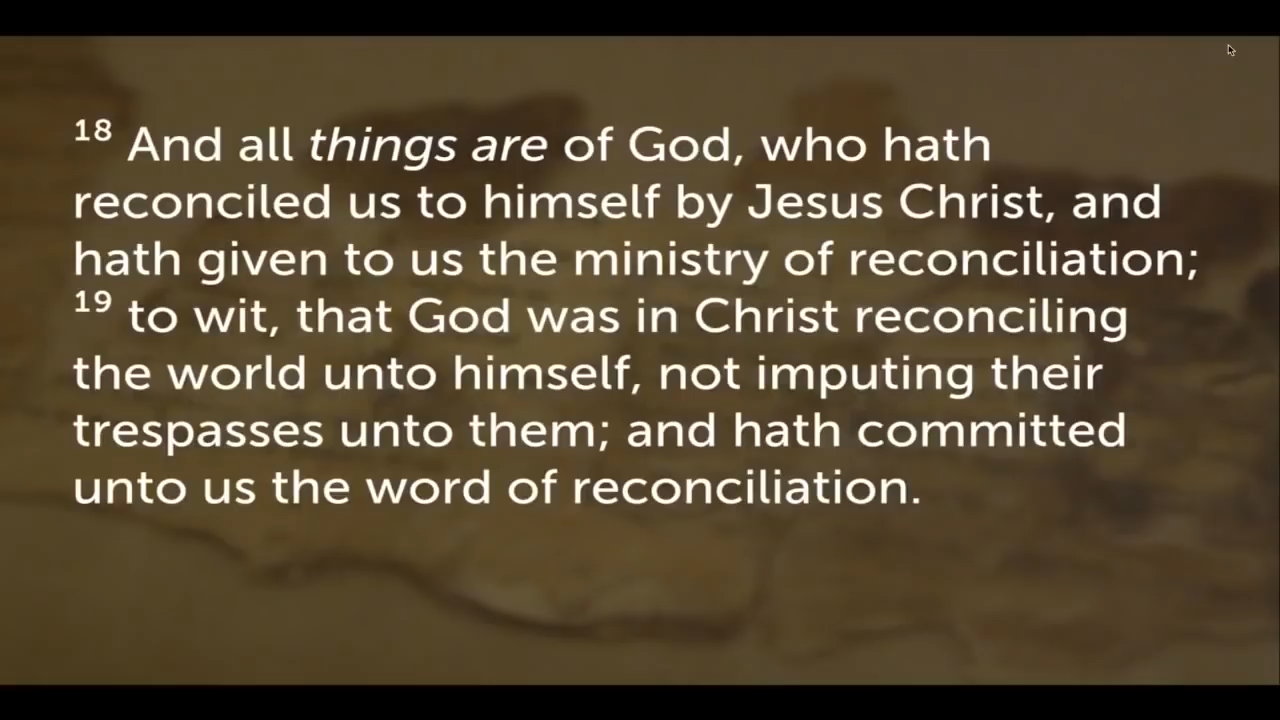 18 And all things are of God, who hath
reconciled us to himself by Jesus Christ, and
hath given to us the ministry of reconciliation;
19 to wit, that God was in Christ reconciling
the world unto himself, not imputing their
trespasses unto them; and hath committed
unto us the word of reconciliation.